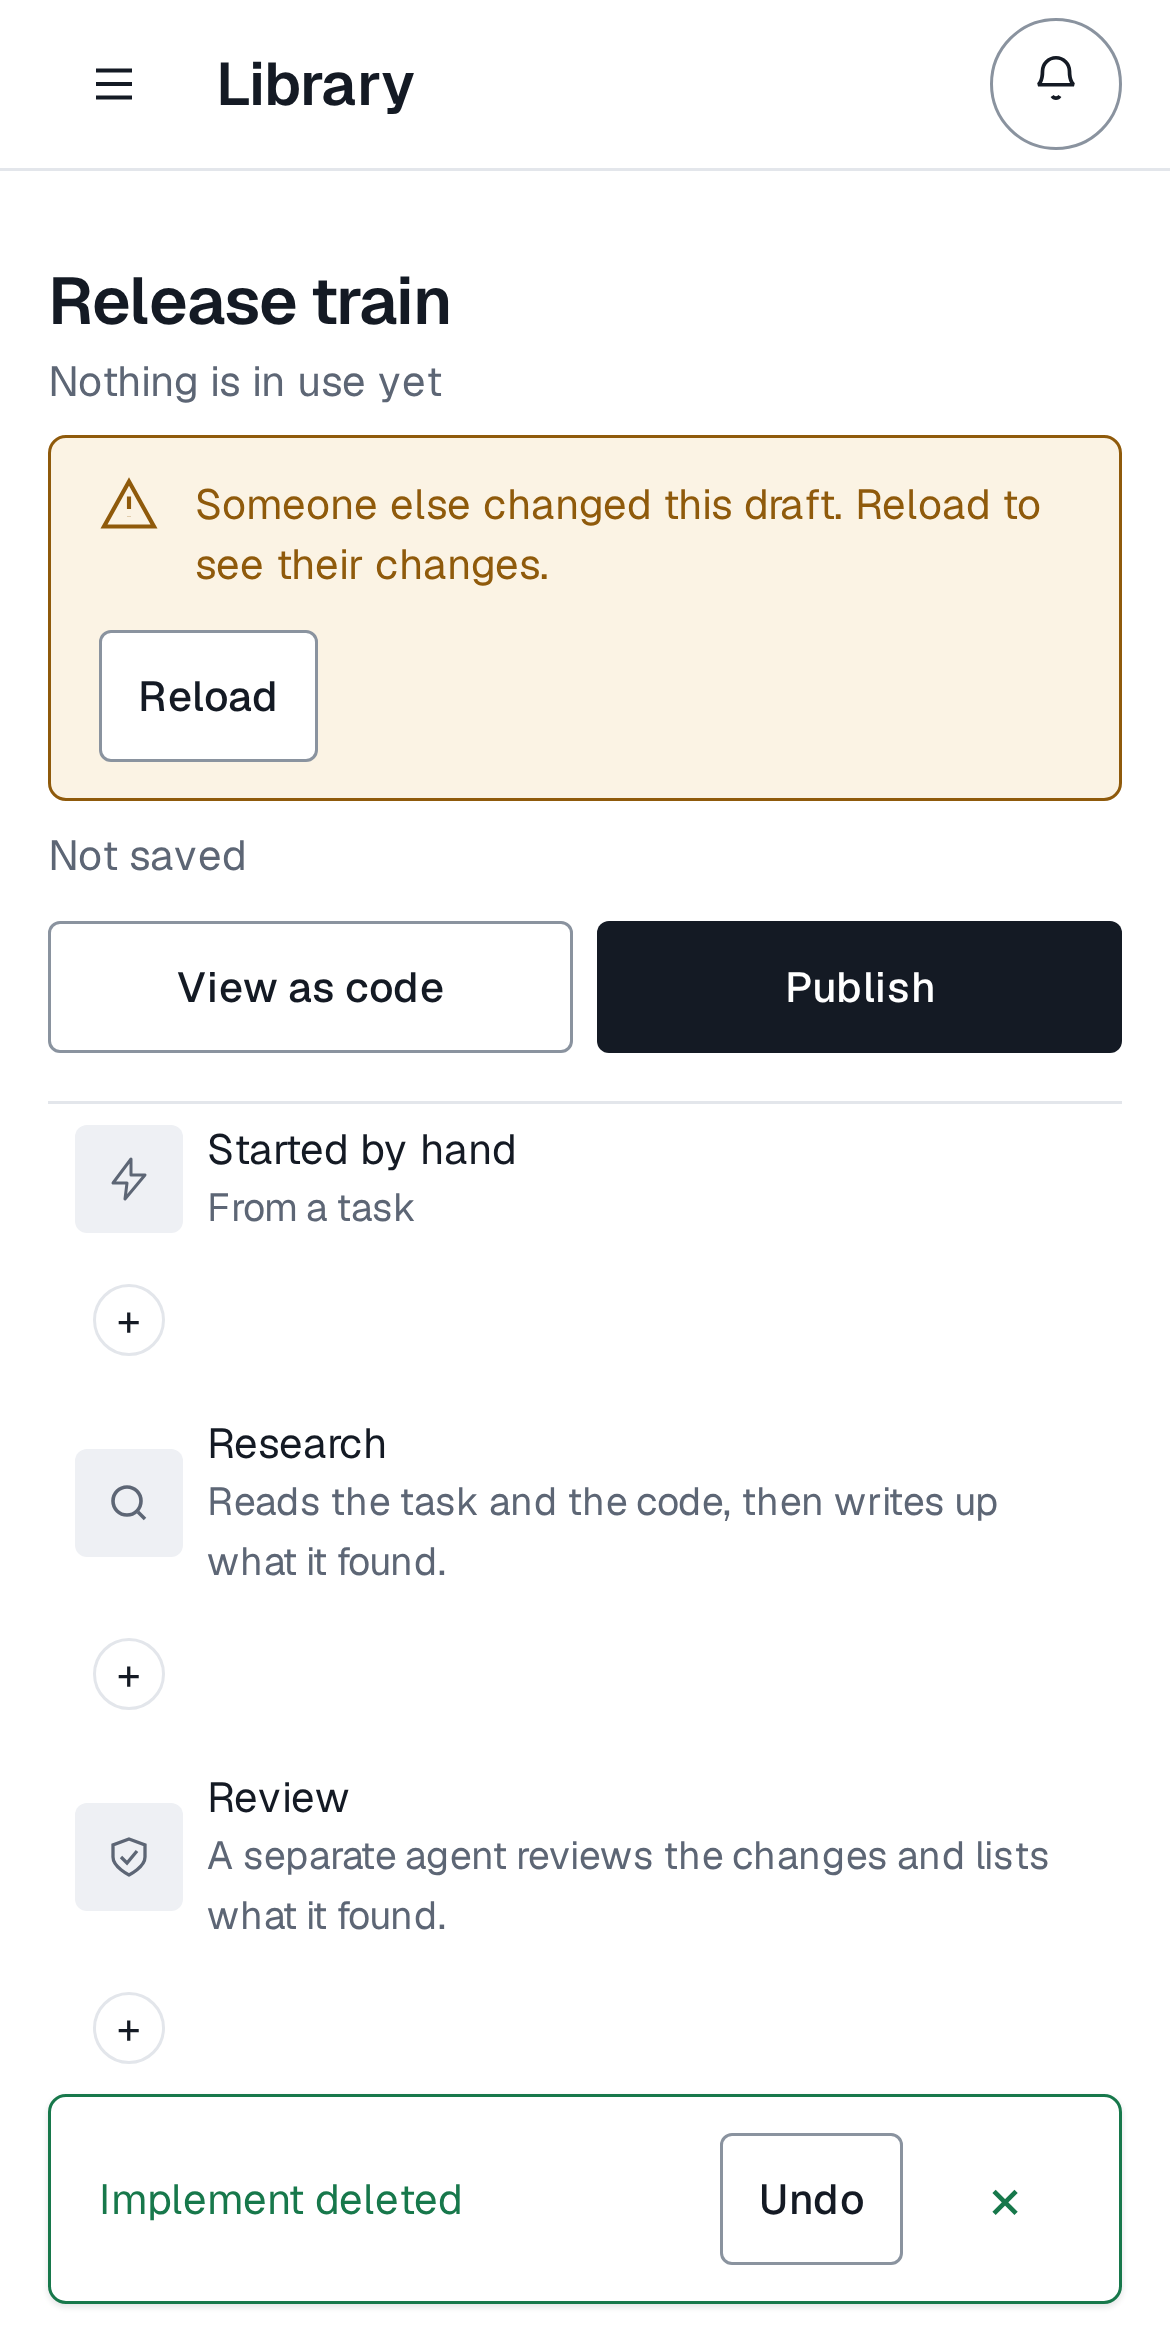 Library
Release train
Nothing is in use yet
Someone else changed this draft. Reload to
see their changes.
Reload
Not saved
View as code
Publish
Started by hand
From a task
+
Research
Reads the task and the code, then writes up
what it found.
+
Review
A separate agent reviews the changes and lists
what it found.
+
Implement deleted
Undo
×